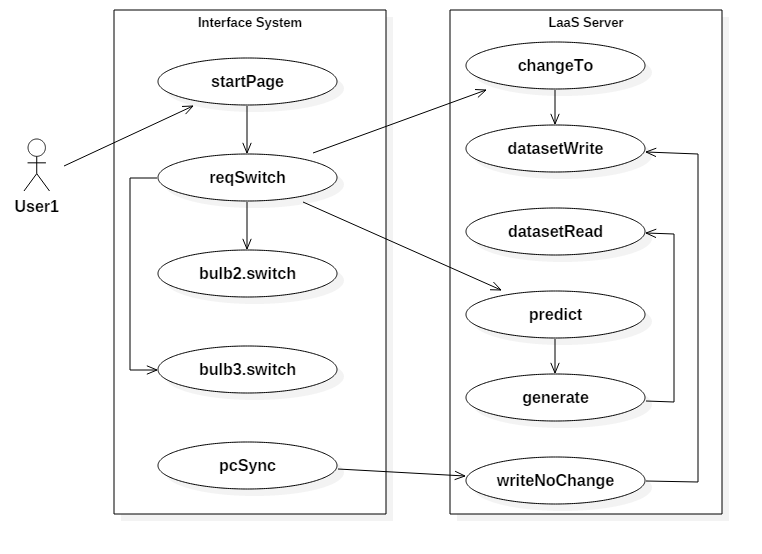 Interface System
startPage
reqSwitch
bulb2.switch
bulb3.switch
pcSync
User1
LaaS Server
changeTo
datasetWrite
datasetRead
predict
generate
writeNoChange